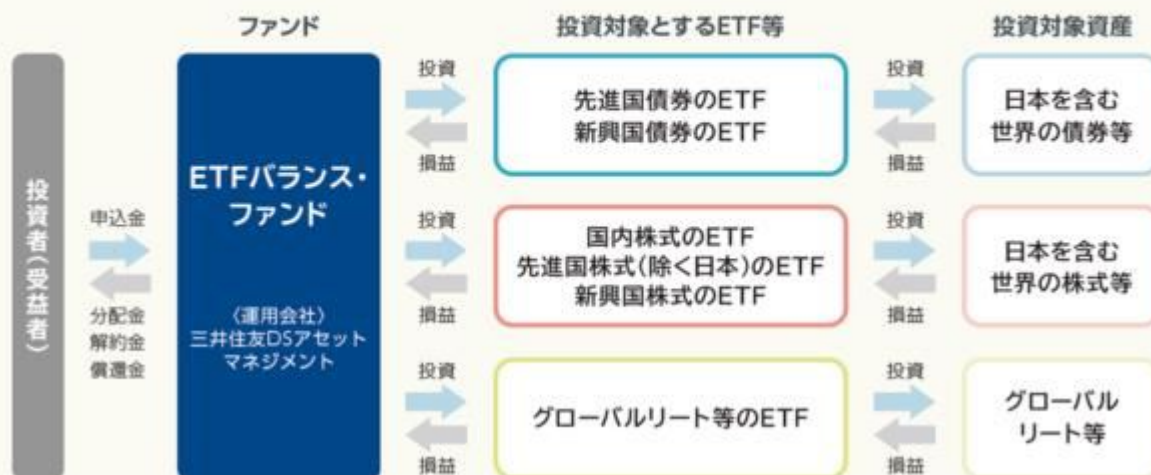 ファンド
投資対象とするETF等
投資対象資産
投資者(受益者)
申込金
分配金
解約金
償還金
ETFバランス・
ファンド
〈運用会社〉
三井住友DSアセット
マネジメント
投資
損益
先進国債券のETF
新興国債券のETF
投資
損益
日本を含む
世界の債券等
投資
損益
国内株式のETF
先進国株式(除く日本)のETF
新興国株式のETF
投資
損益
日本を含む
世界の株式等
投資
損益
グローバルリート等のETF
投資
損益
グローバル
リート等